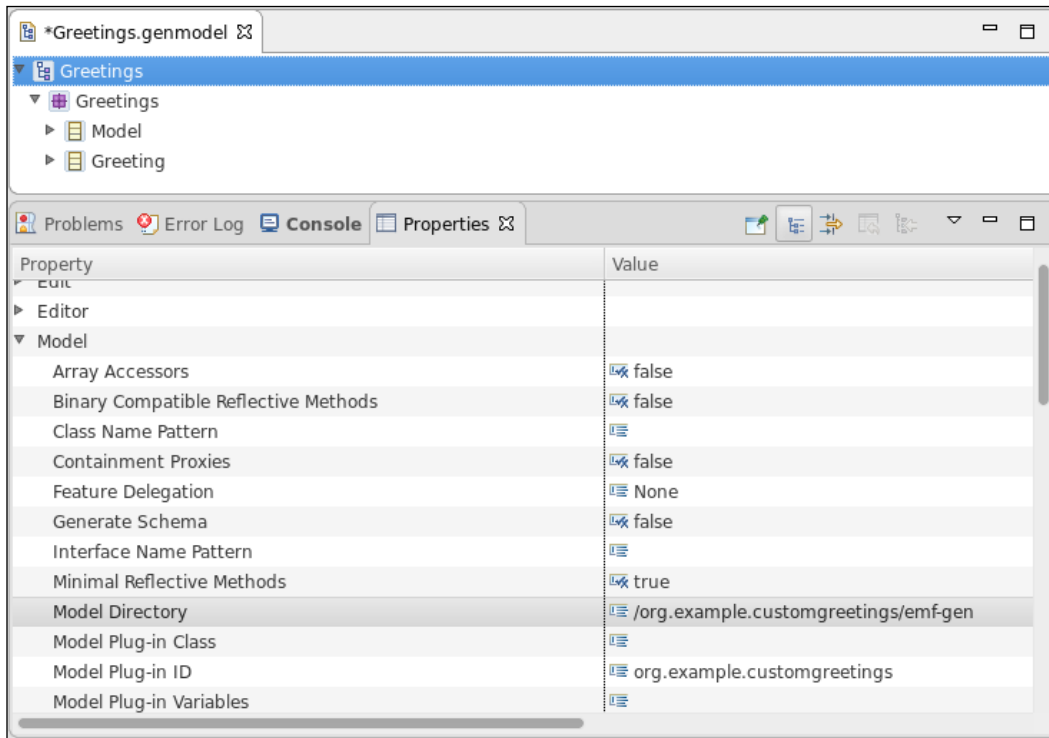 *Greetings.genmodel
Greetings
Greetings
Model
Greeting
Problems Error Log Console Properties
Property Value
Edit
Editor
Model
Array Accessors false
Binary Compatible Reflective Methods false
Class Name Pattern
Containment Proxies false
Feature Delegation None
Generate Schema false
Interface Name Pattern
Minimal Reflective Methods true
Model Directory /org.example.customgreetings/emf-gen
Model Plug-in Class
Model Plug-in ID org.example.customgreetings
Model Plug-in Variables